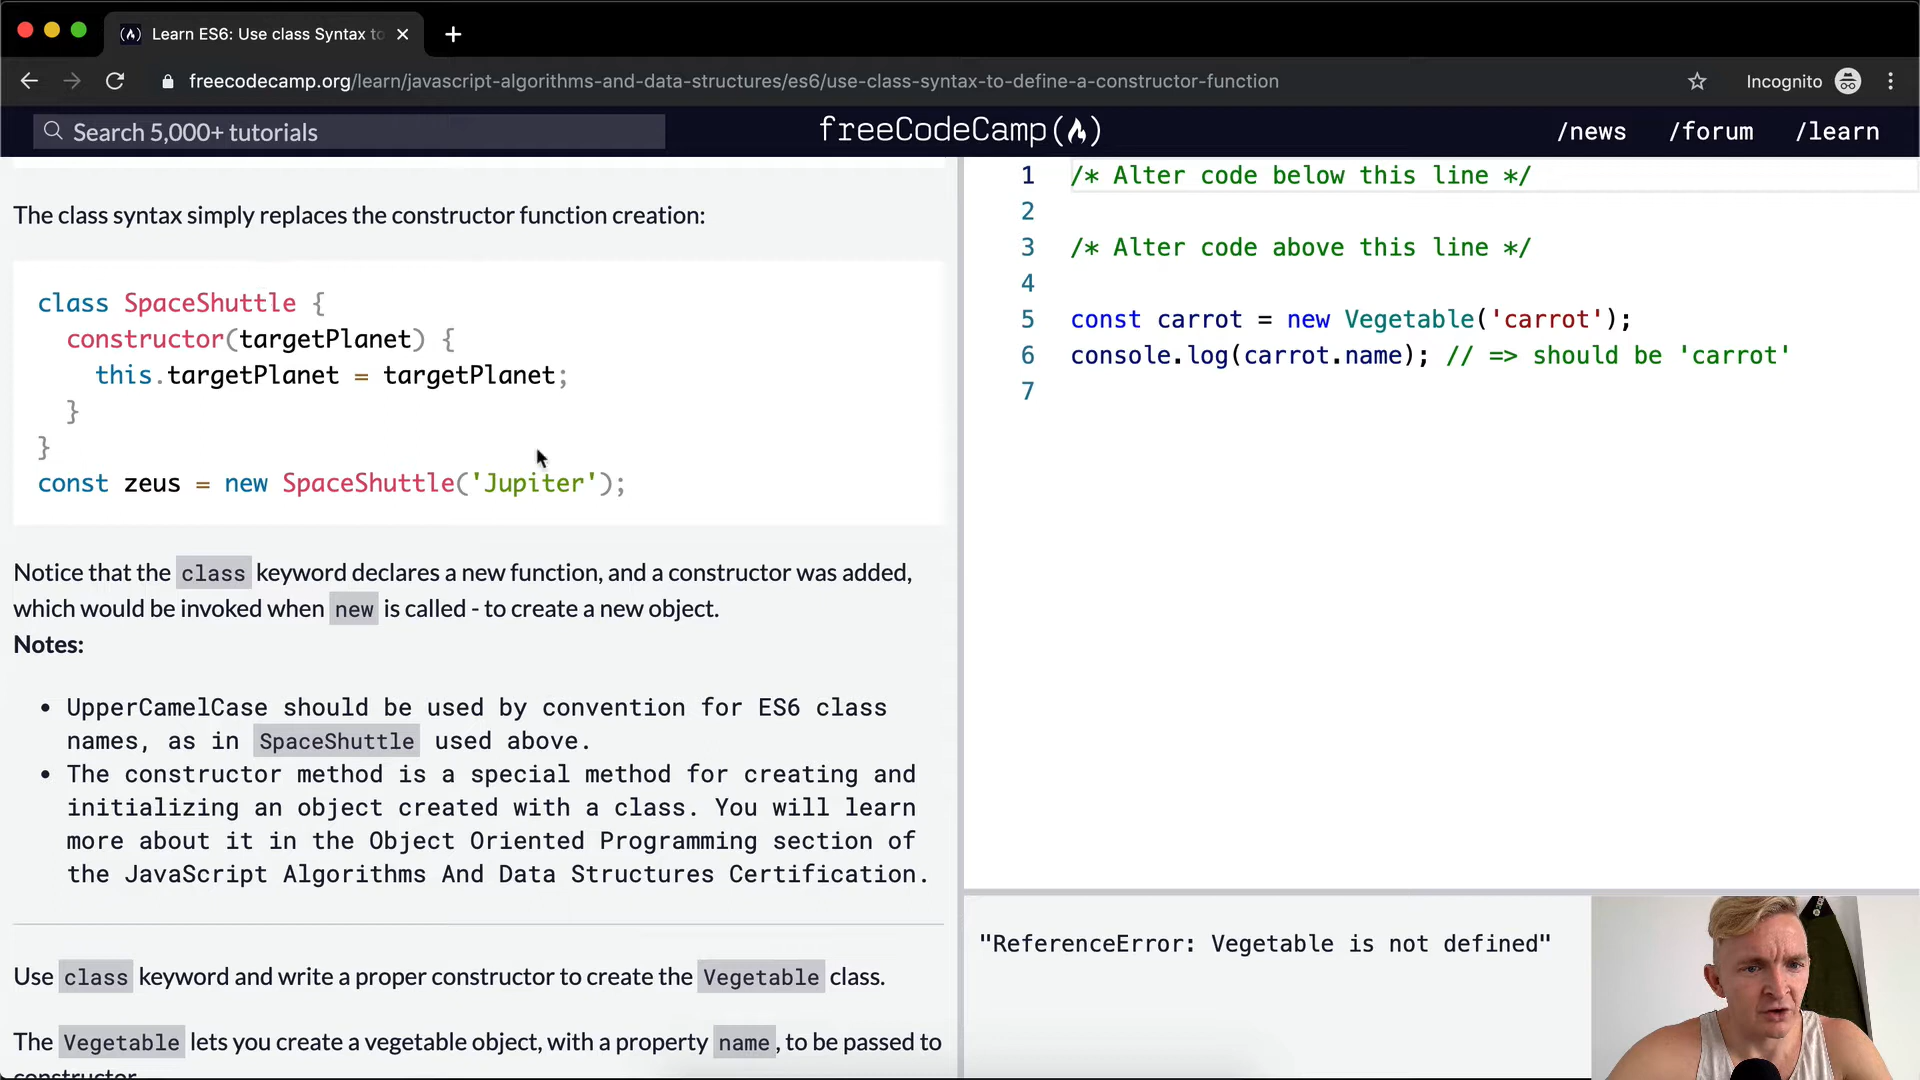 Learn ES6: Use class Syntax to
freecodecamp.org/learn/javascript-algorithms-and-data-structures/es6/use-class-syntax-to-define-a-constructor-function
Incognito
Search 5,000+ tutorials
freeCodeCamp
/news
/forum
/learn
The class syntax simply replaces the constructor function creation:
class SpaceShuttle {
constructor(targetPlanet) {
this.targetPlanet = targetPlanet;
}
}
const zeus = new SpaceShuttle('Jupiter');
Notice that the class keyword declares a new function, and a constructor was added,
which would be invoked when new is called - to create a new object.
Notes:
• UpperCamelCase should be used by convention for ES6 class
names, as in SpaceShuttle used above.
• The constructor method is a special method for creating and
initializing an object created with a class. You will learn
more about it in the Object Oriented Programming section of
the JavaScript Algorithms And Data Structures Certification.
Use class keyword and write a proper constructor to create the Vegetable class.
The Vegetable lets you create a vegetable object, with a property name, to be passed to
constructor.
1 /* Alter code below this line */
2
3 /* Alter code above this line */
4
5 const carrot = new Vegetable('carrot');
6 console.log(carrot.name); // => should be 'carrot'
7
"ReferenceError: Vegetable is not defined"